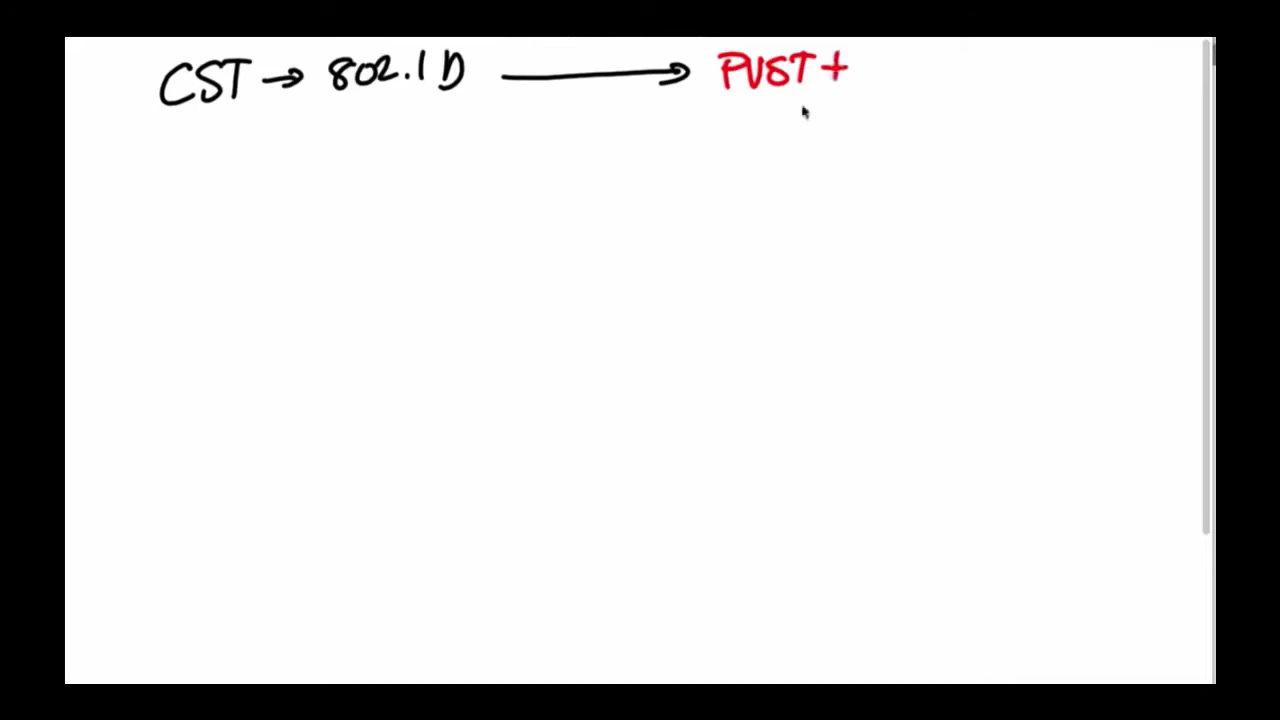 CST → 802.1D → PVST+